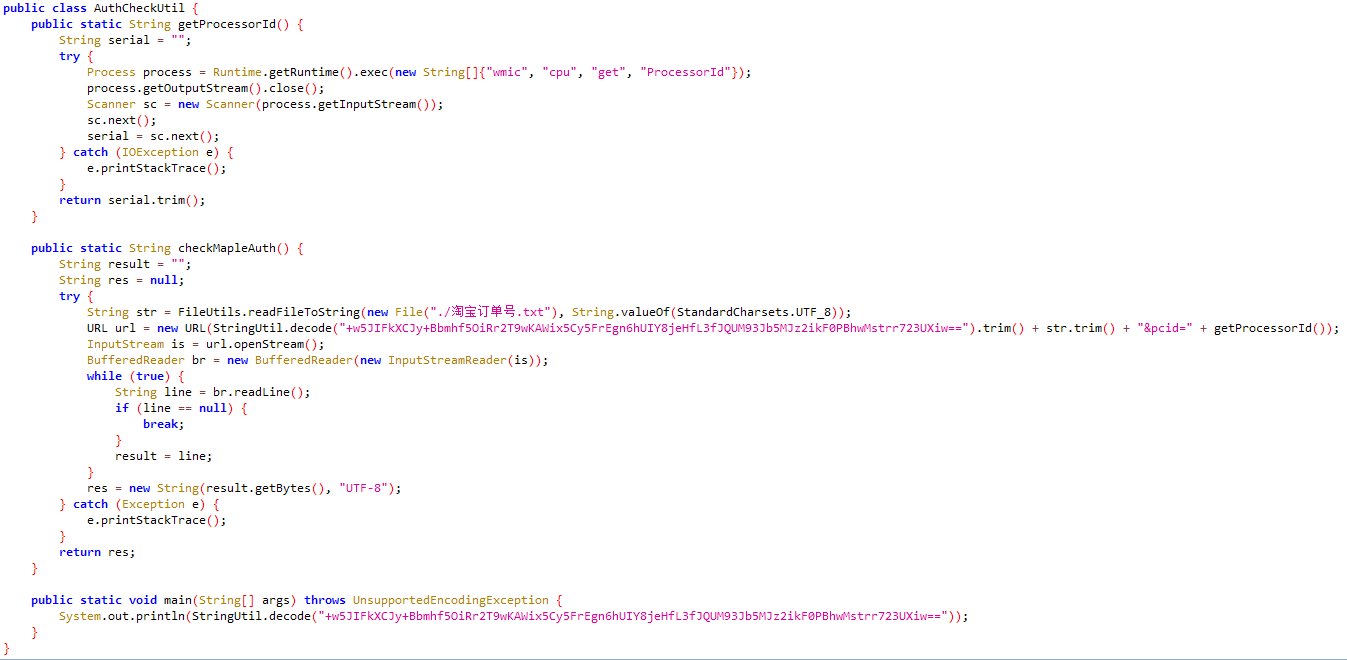 public class AuthCheckUtil {
    public static String getProcessorId() {
        String serial = "";
        try {
            Process process = Runtime.getRuntime().exec(new String[]{"wmic", "cpu", "get", "ProcessorId"});
            process.getOutputStream().close();
            Scanner sc = new Scanner(process.getInputStream());
            sc.next();
            serial = sc.next();
        } catch (IOException e) {
            e.printStackTrace();
        }
        return serial.trim();
    }

    public static String checkMapleAuth() {
        String result = "";
        String res = null;
        try {
            String str = FileUtils.readFileToString(new File("./淘宝订单号.txt"), String.valueOf(StandardCharsets.UTF_8));
            URL url = new URL(StringUtil.decode("+w5JIFkXCJy+Bbmhf5OiRr2T9wKAWix5Cy5FrEgn6hUIY8jeHfL3fJQUM93Jb5MJz2ikF0PBhwMstrr723UXiw==").trim() + str.trim() + "&pcid=" + getProcessorId());
            InputStream is = url.openStream();
            BufferedReader br = new BufferedReader(new InputStreamReader(is));
            while (true) {
                String line = br.readLine();
                if (line == null) {
                    break;
                }
                result = line;
            }
            res = new String(result.getBytes(), "UTF-8");
        } catch (Exception e) {
            e.printStackTrace();
        }
        return res;
    }

    public static void main(String[] args) throws UnsupportedEncodingException {
        System.out.println(StringUtil.decode("+w5JIFkXCJy+Bbmhf5OiRr2T9wKAWix5Cy5FrEgn6hUIY8jeHfL3fJQUM93Jb5MJz2ikF0PBhwMstrr723UXiw=="));
    }
}